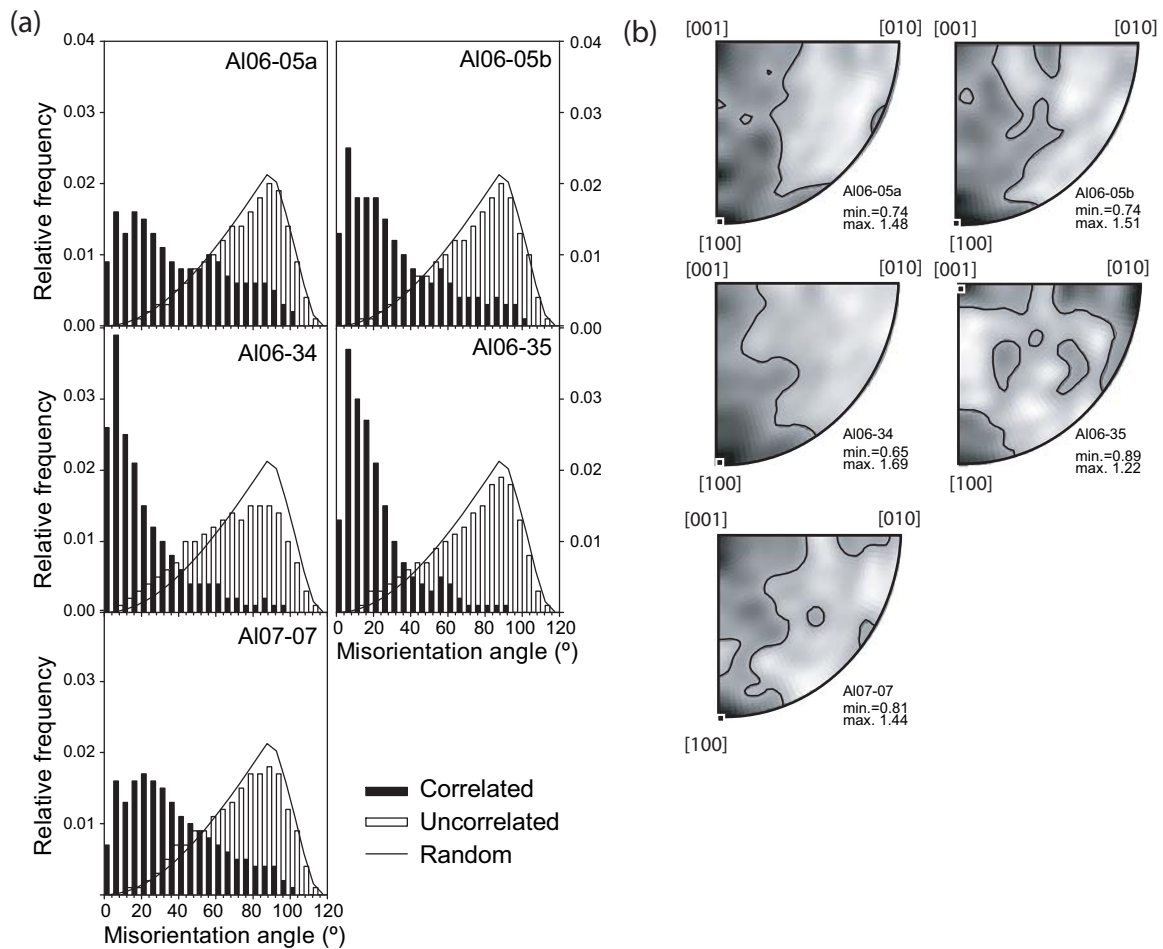 (a)
Al06-05a
Al06-05b
0.04
0.03
0.02
0.01
0.00
Relative frequency
0.04
0.03
0.02
0.01
0.00
Al06-34
Al06-35
0.03
0.02
0.01
0.00
Relative frequency
0.03
0.02
0.01
0 20 40 60 80 100 120
Misorientation angle (º)
Al07-07
0.03
0.02
0.01
Relative frequency
0 20 40 60 80 100 120
Misorientation angle (º)
Correlated
Uncorrelated
Random
(b)
[001] [010]
Al06-05a
min.=0.74
max. 1.48
[100]
[001] [010]
Al06-05b
min.=0.74
max. 1.51
[100]
[001] [010]
Al06-34
min.=0.65
max. 1.69
[100]
[001] [010]
Al06-35
min.=0.89
max. 1.22
[100]
[001] [010]
Al07-07
min.=0.81
max. 1.44
[100]